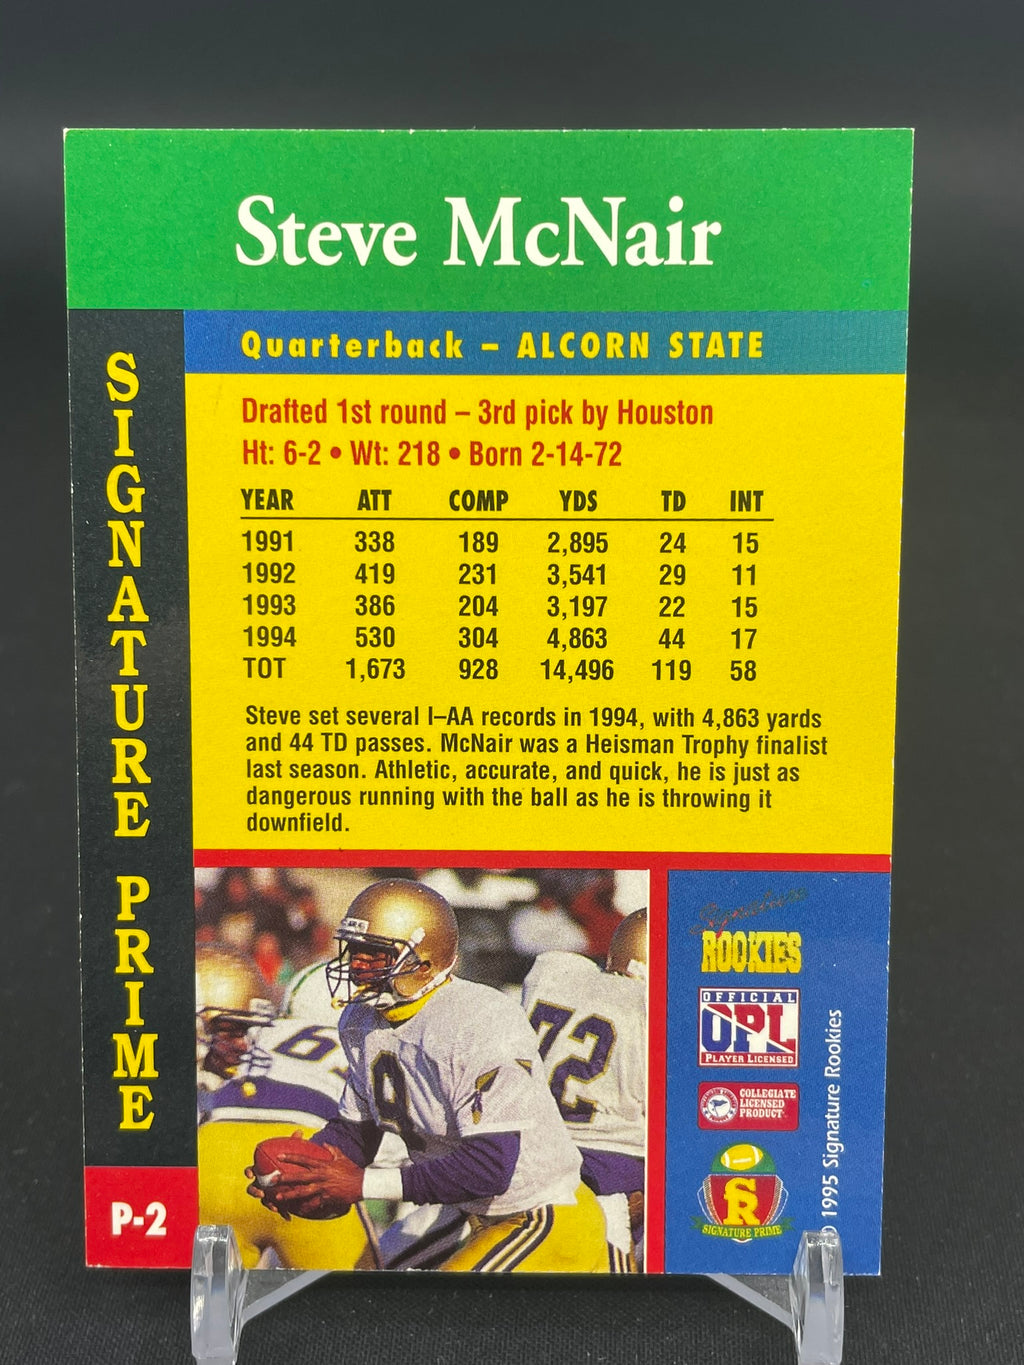 Steve McNair
Quarterback – ALCORN STATE
SIGNATURE PRIME
Drafted 1st round – 3rd pick by Houston
Ht: 6-2 • Wt: 218 • Born 2-14-72
YEAR ATT COMP YDS TD INT
1991 338 189 2,895 24 15
1992 419 231 3,541 29 11
1993 386 204 3,197 22 15
1994 530 304 4,863 44 17
TOT 1,673 928 14,496 119 58
Steve set several I–AA records in 1994, with 4,863 yards
and 44 TD passes. McNair was a Heisman Trophy finalist
last season. Athletic, accurate, and quick, he is just as
dangerous running with the ball as he is throwing it
downfield.
9
72
6
Signature
ROOKIES
OFFICIAL
OPL
PLAYER LICENSED
COLLEGIATE
LICENSED
PRODUCT
SR
SIGNATURE PRIME
© 1995 Signature Rookies
P-2